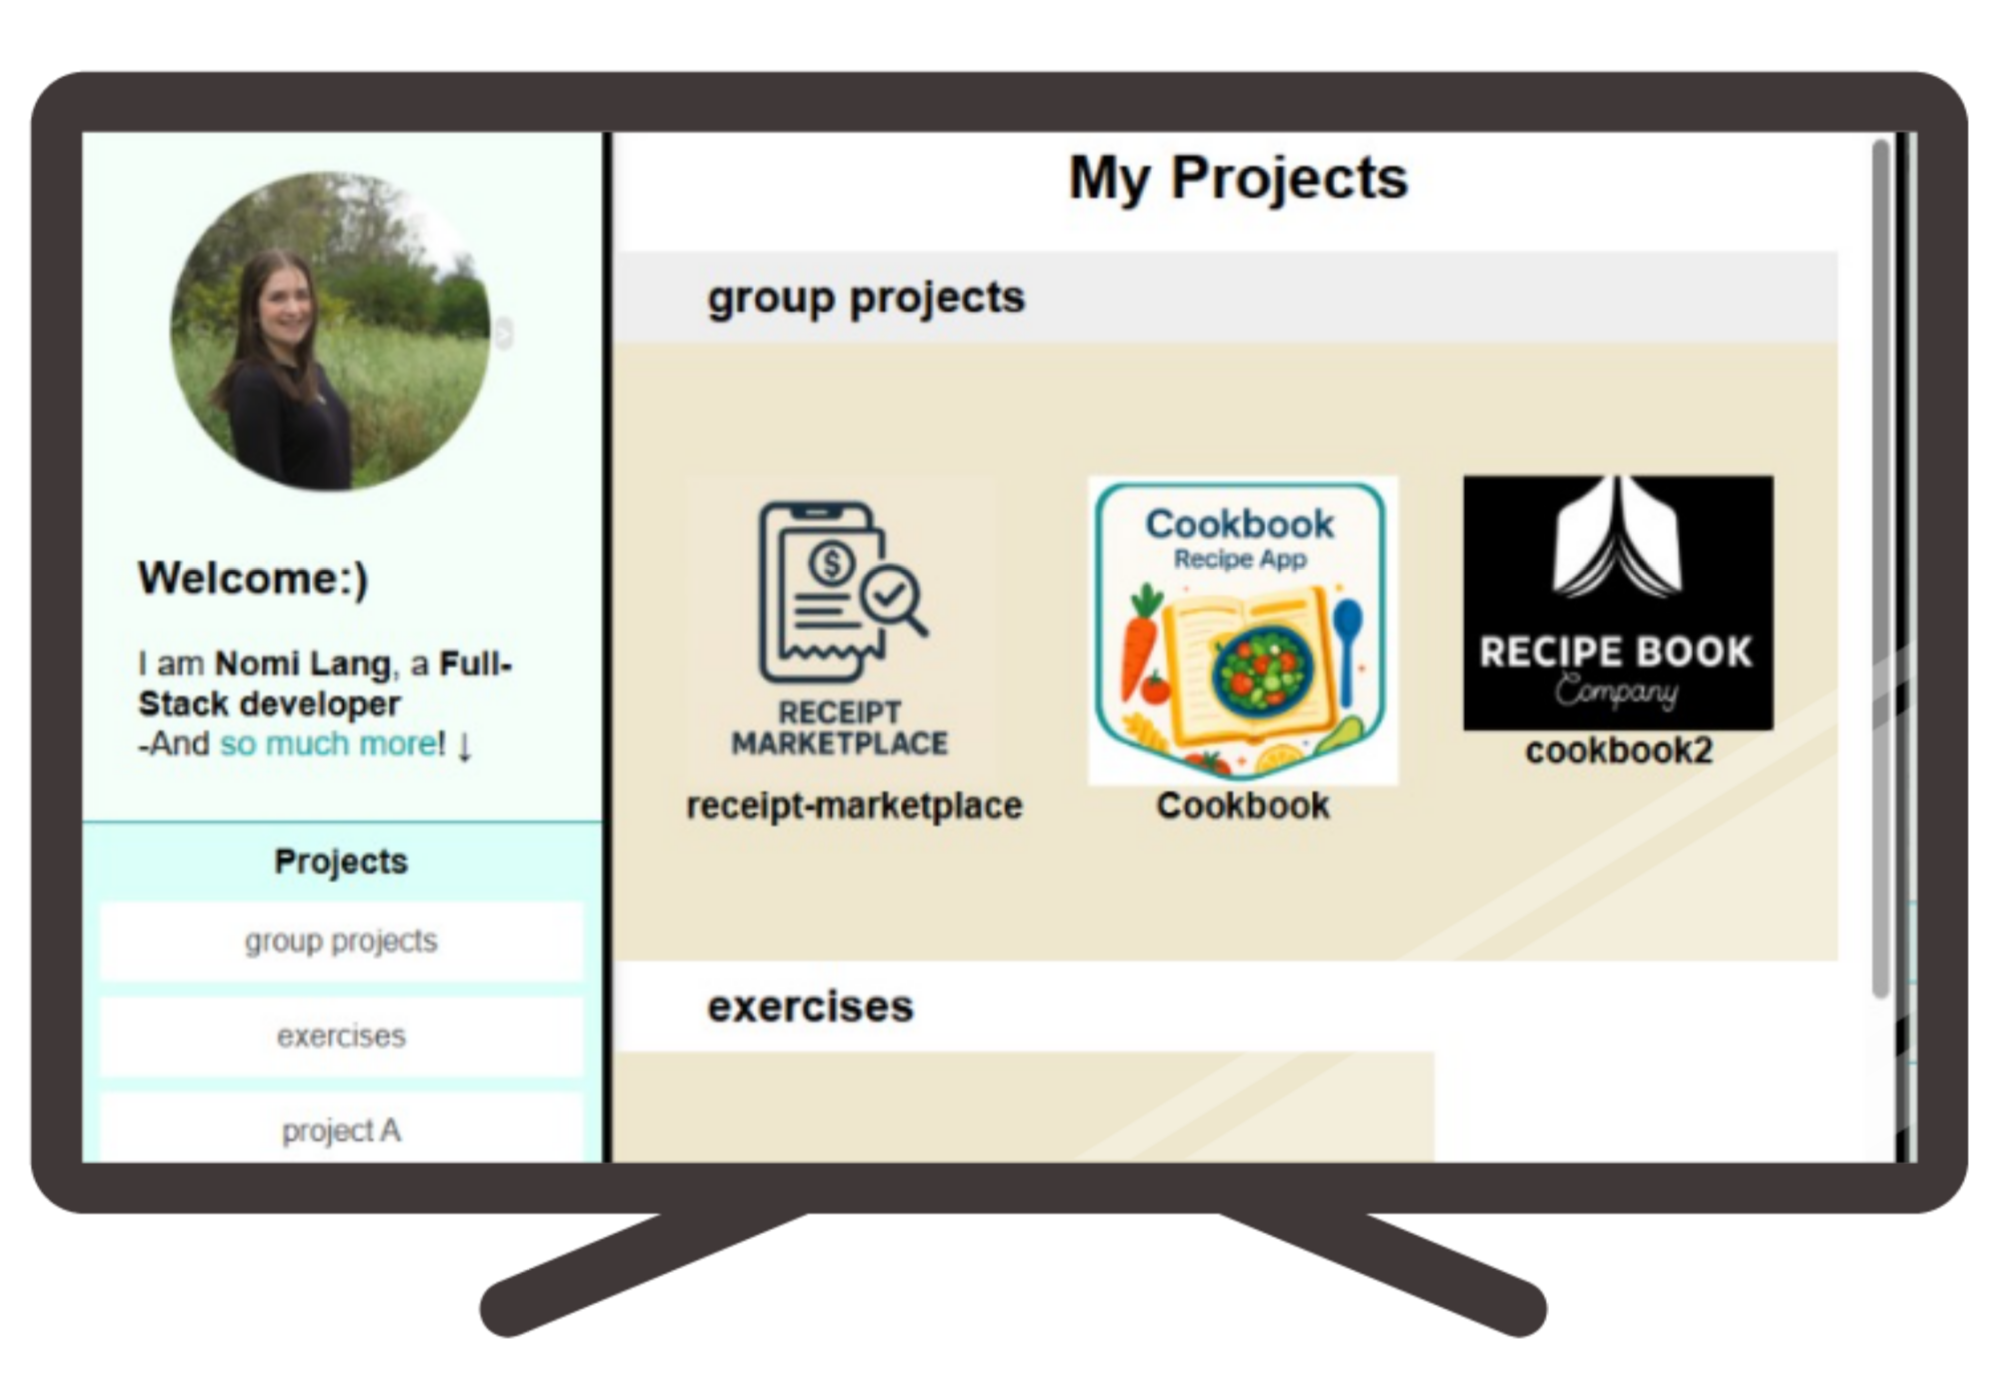 Welcome:)
I am Nomi Lang, a Full-
Stack developer
-And so much more! ↓
Projects
group projects
exercises
project A
My Projects
group projects
$
RECEIPT
MARKETPLACE
receipt-marketplace
Cookbook
Recipe App
Cookbook
RECIPE BOOK
Company
cookbook2
exercises